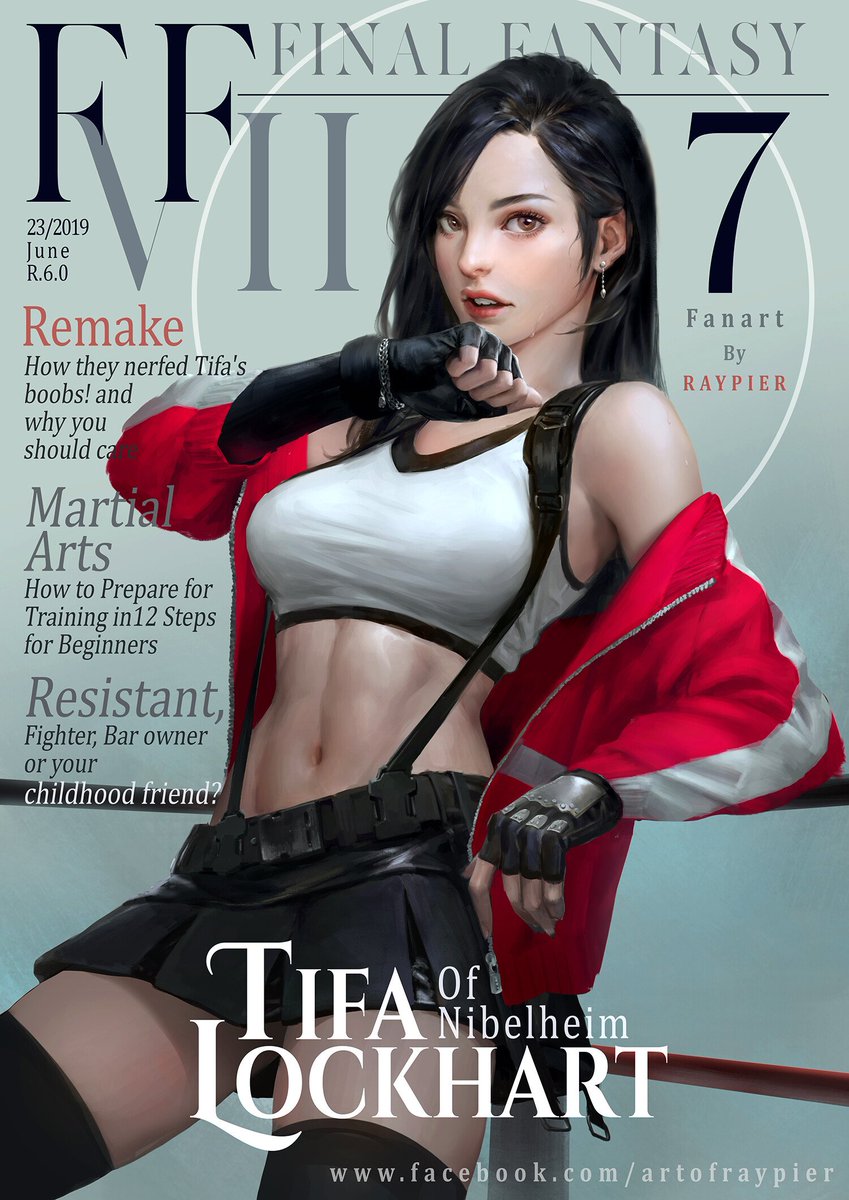 FF
FINAL FANTASY
VII
7
23/2019
June
R.6.0
Fanart
By
RAYPIER
Remake
How they nerfed Tifa's
boobs! and
why you
should care
Martial
Arts
How to Prepare for
Training in12 Steps
for Beginners
Resistant,
Fighter, Bar owner
or your
childhood friend?
TIFA
Of
Nibelheim
LOCKHART
www.facebook.com/artofraypier